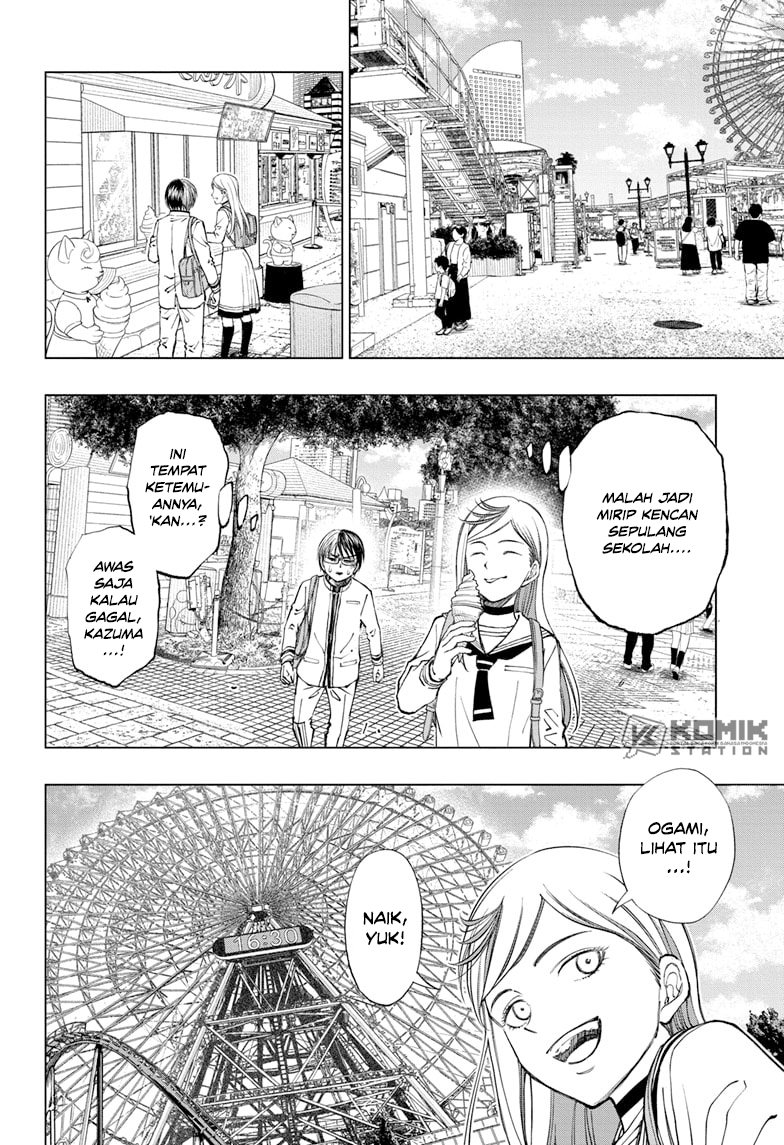 MALAH JADI
MIRIP KENCAN
SEPULANG
SEKOLAH....
INI
TEMPAT
KETEMU-
ANNYA,
'KAN...?
AWAS
SAJA
KALAU
GAGAL,
KAZUMA
...!
KOMIK
STATION
OGAMI,
LIHAT ITU
...!
NAIK,
YUK!
16:30